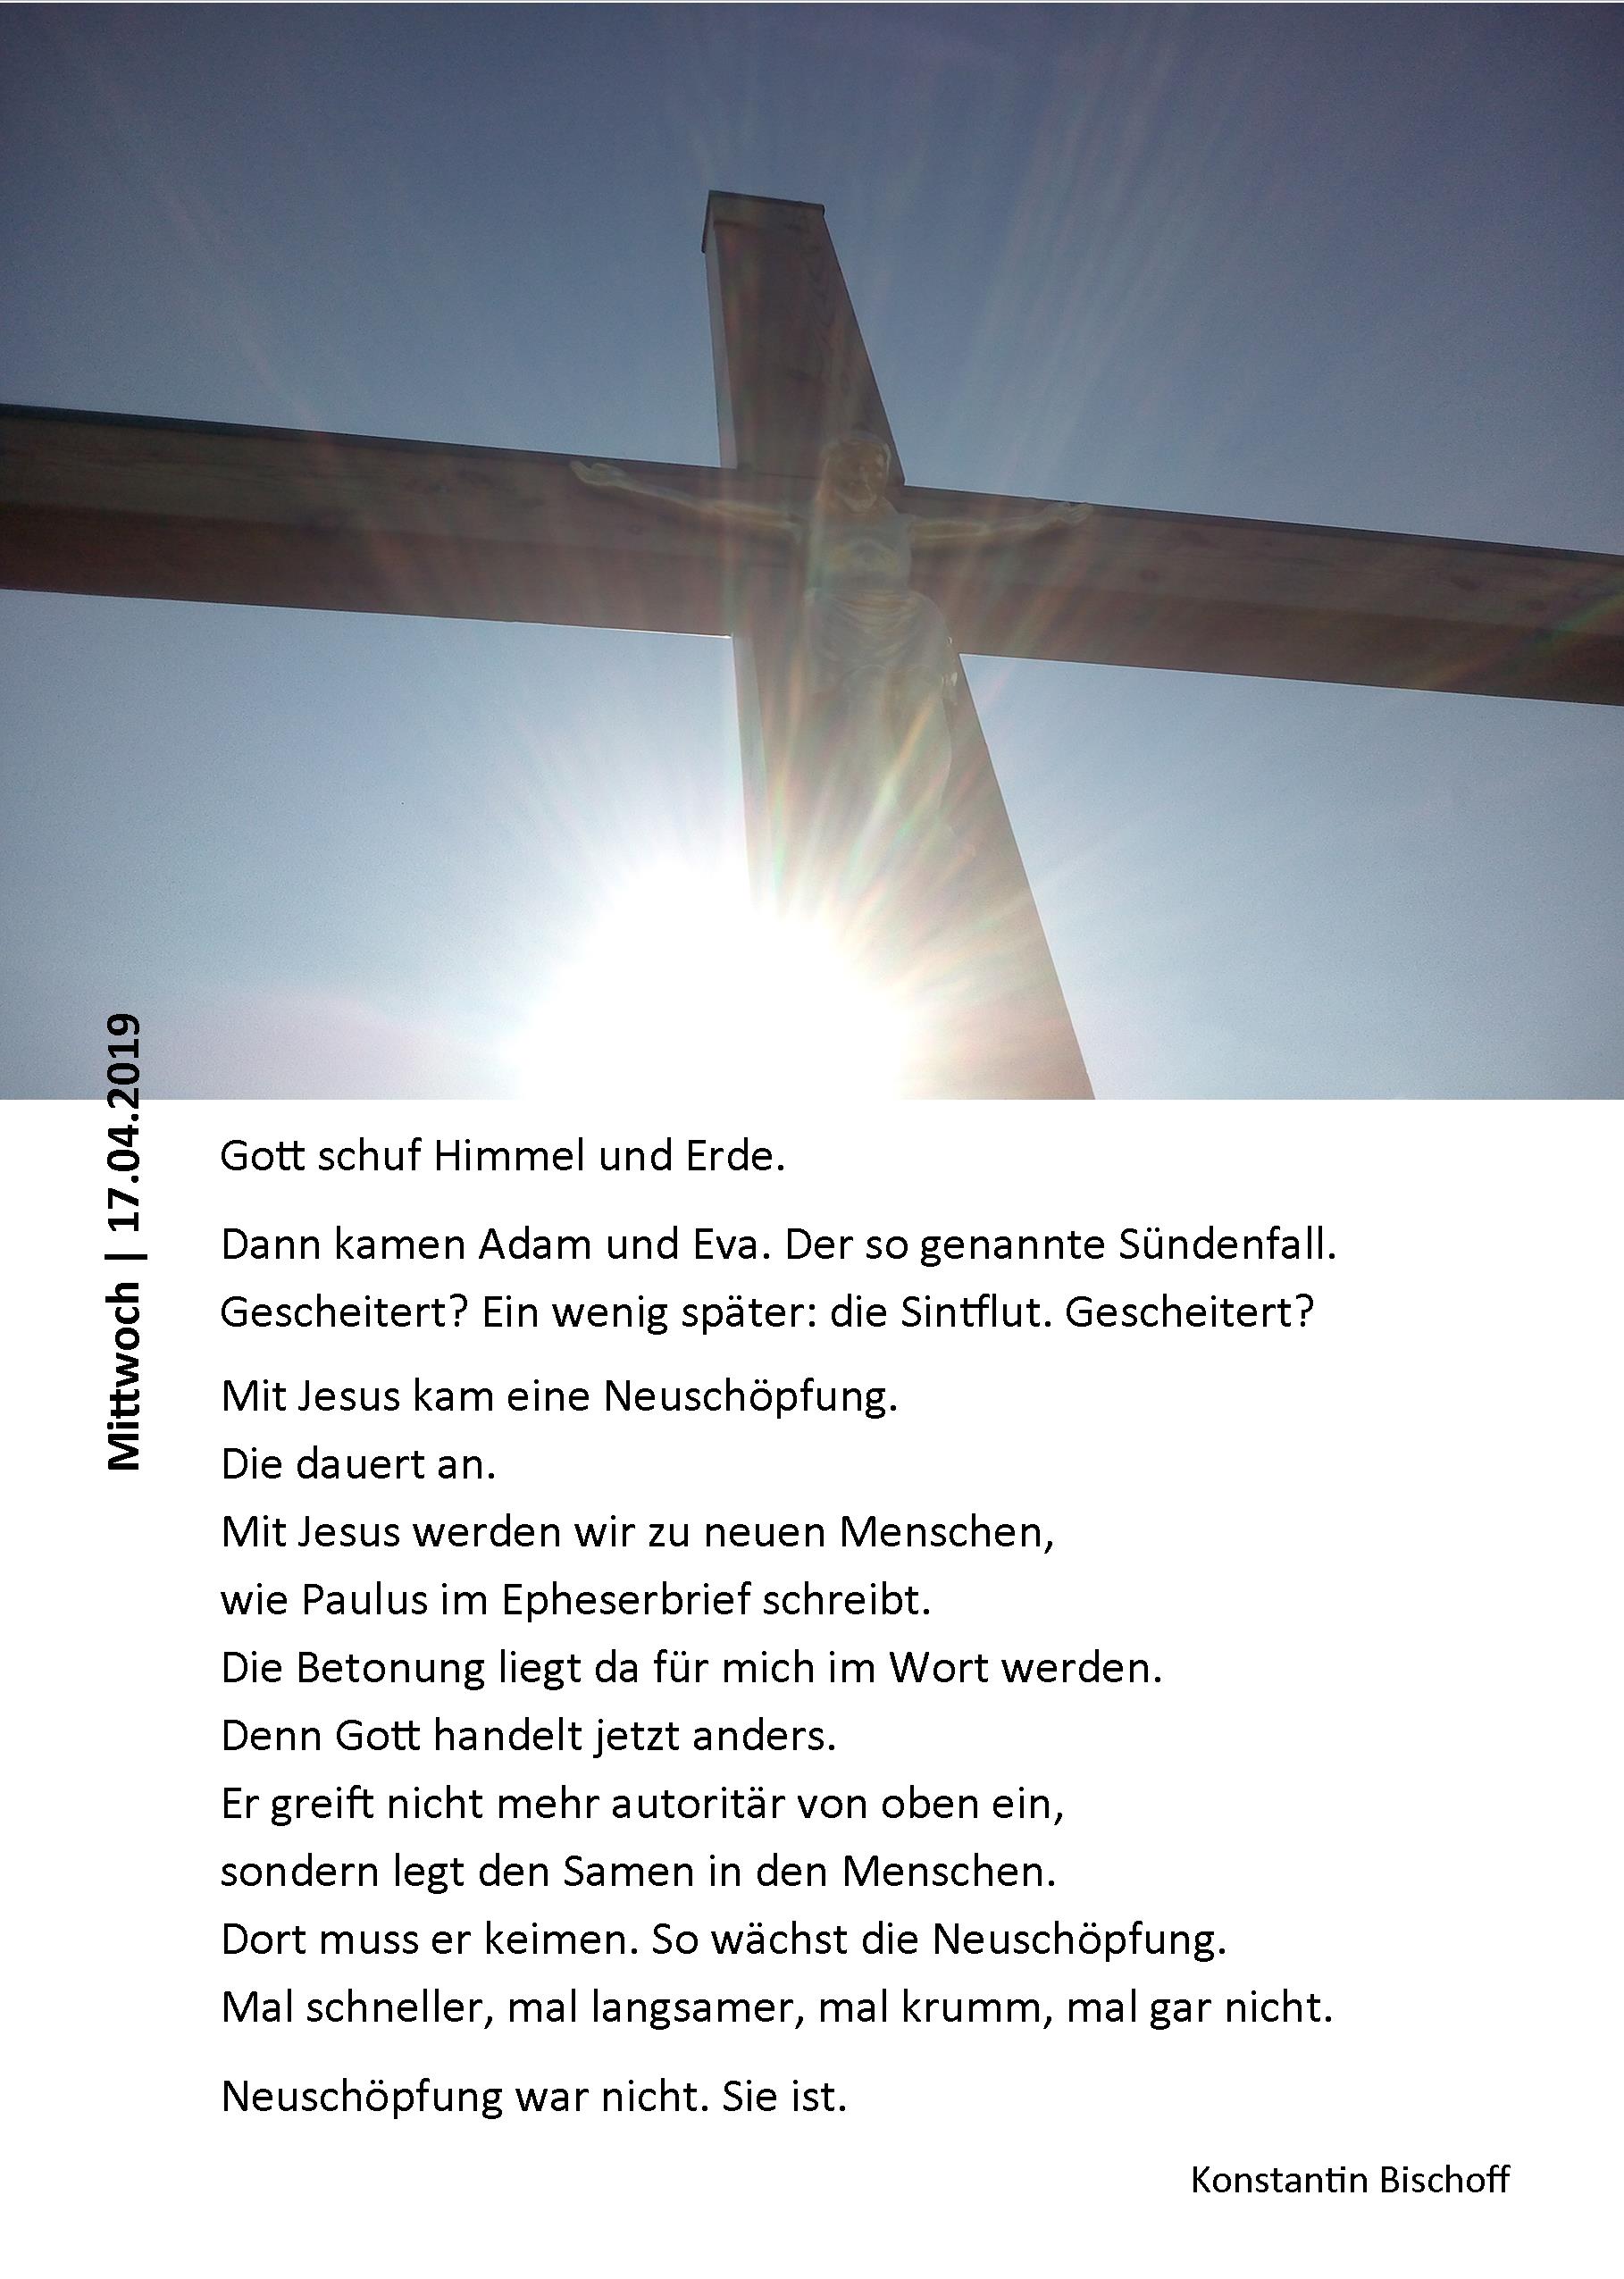 Mittwoch | 17.04.2019
Gott schuf Himmel und Erde.
Dann kamen Adam und Eva. Der so genannte Sündenfall.
Gescheitert? Ein wenig später: die Sintflut. Gescheitert?
Mit Jesus kam eine Neuschöpfung.
Die dauert an.
Mit Jesus werden wir zu neuen Menschen,
wie Paulus im Epheserbrief schreibt.
Die Betonung liegt da für mich im Wort werden.
Denn Gott handelt jetzt anders.
Er greift nicht mehr autoritär von oben ein,
sondern legt den Samen in den Menschen.
Dort muss er keimen. So wächst die Neuschöpfung.
Mal schneller, mal langsamer, mal krumm, mal gar nicht.
Neuschöpfung war nicht. Sie ist.
Konstantin Bischoff